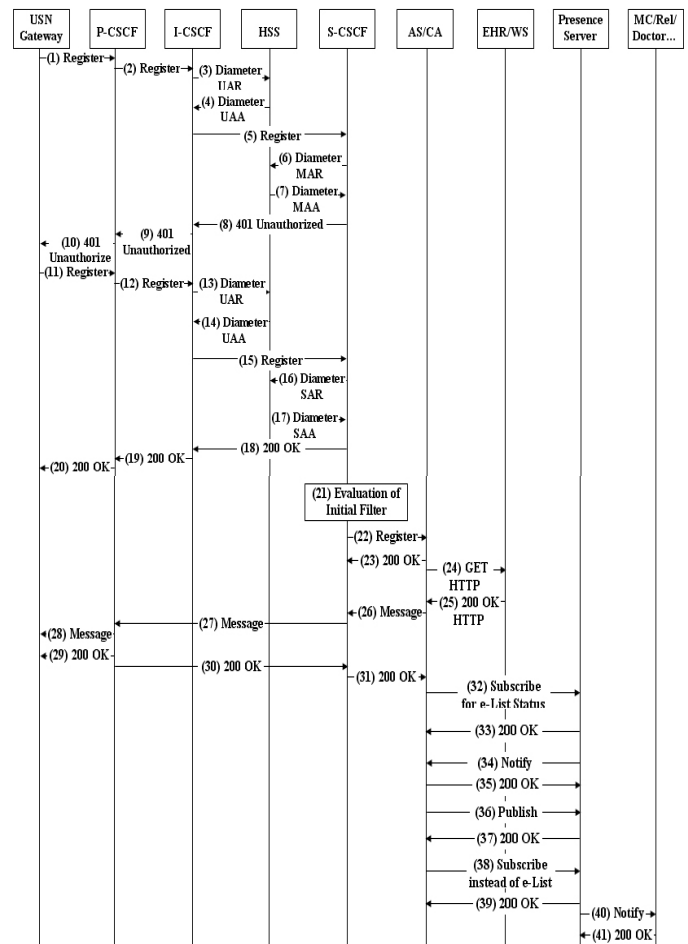 USN
Gateway
P-CSCF
I-CSCF
HSS
S-CSCF
AS/CA
EHR/WS
Presence
Server
MC/Rel/
Doctor...
(1) Register
(2) Register
(3) Diameter
UAR
(4) Diameter
UAA
(5) Register
(6) Diameter
MAR
(7) Diameter
MAA
(8) 401 Unauthorized
(9) 401
Unauthorized
(10) 401
Unauthorize
(11) Register
(12) Register
(13) Diameter
UAR
(14) Diameter
UAA
(15) Register
(16) Diameter
SAR
(17) Diameter
SAA
(18) 200 OK
(19) 200 OK
(20) 200 OK
(21) Evaluation of
Initial Filter
(22) Register
(23) 200 OK
(24) GET
HTTP
(25) 200 OK
HTTP
(26) Message
(27) Message
(28) Message
(29) 200 OK
(30) 200 OK
(31) 200 OK
(32) Subscribe
for e-List Status
(33) 200 OK
(34) Notify
(35) 200 OK
(36) Publish
(37) 200 OK
(38) Subscribe
instead of e-List
(39) 200 OK
(40) Notify
(41) 200 OK